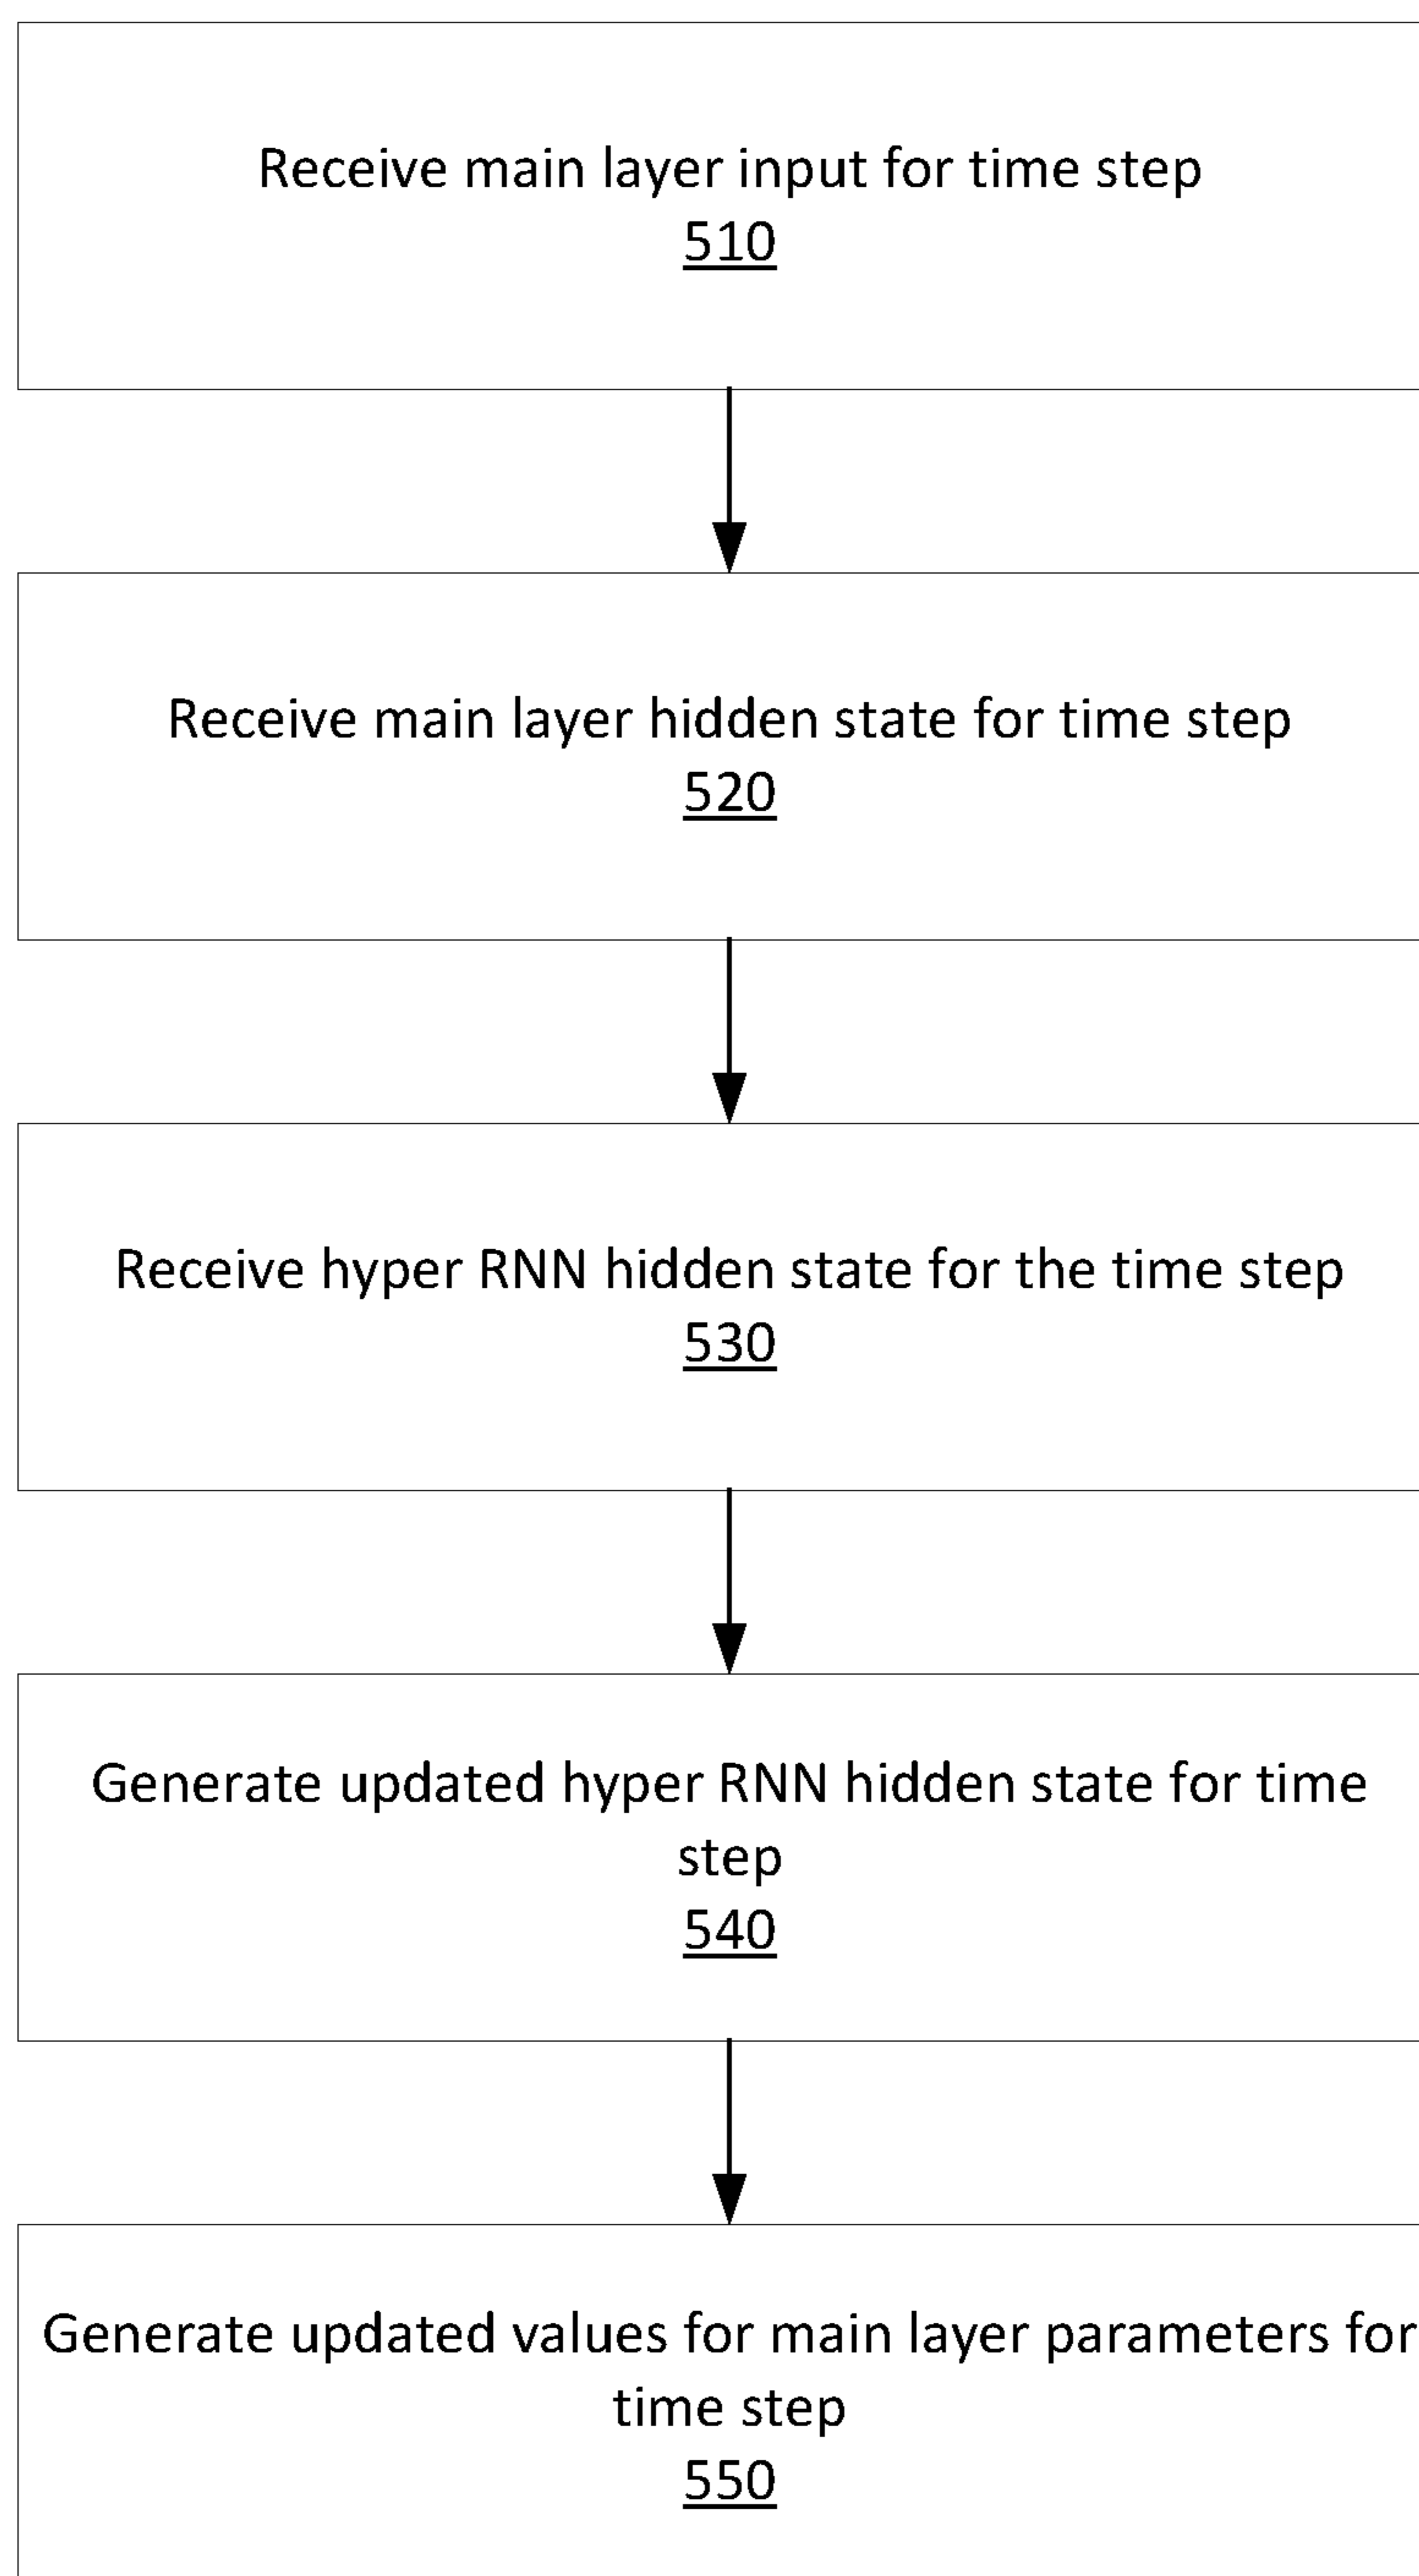 Receive main layer input for time step
510
Receive main layer hidden state for time step
520
Receive hyper RNN hidden state for the time step
530
Generate updated hyper RNN hidden state for time
step
540
Generate updated values for main layer parameters for
time step
550